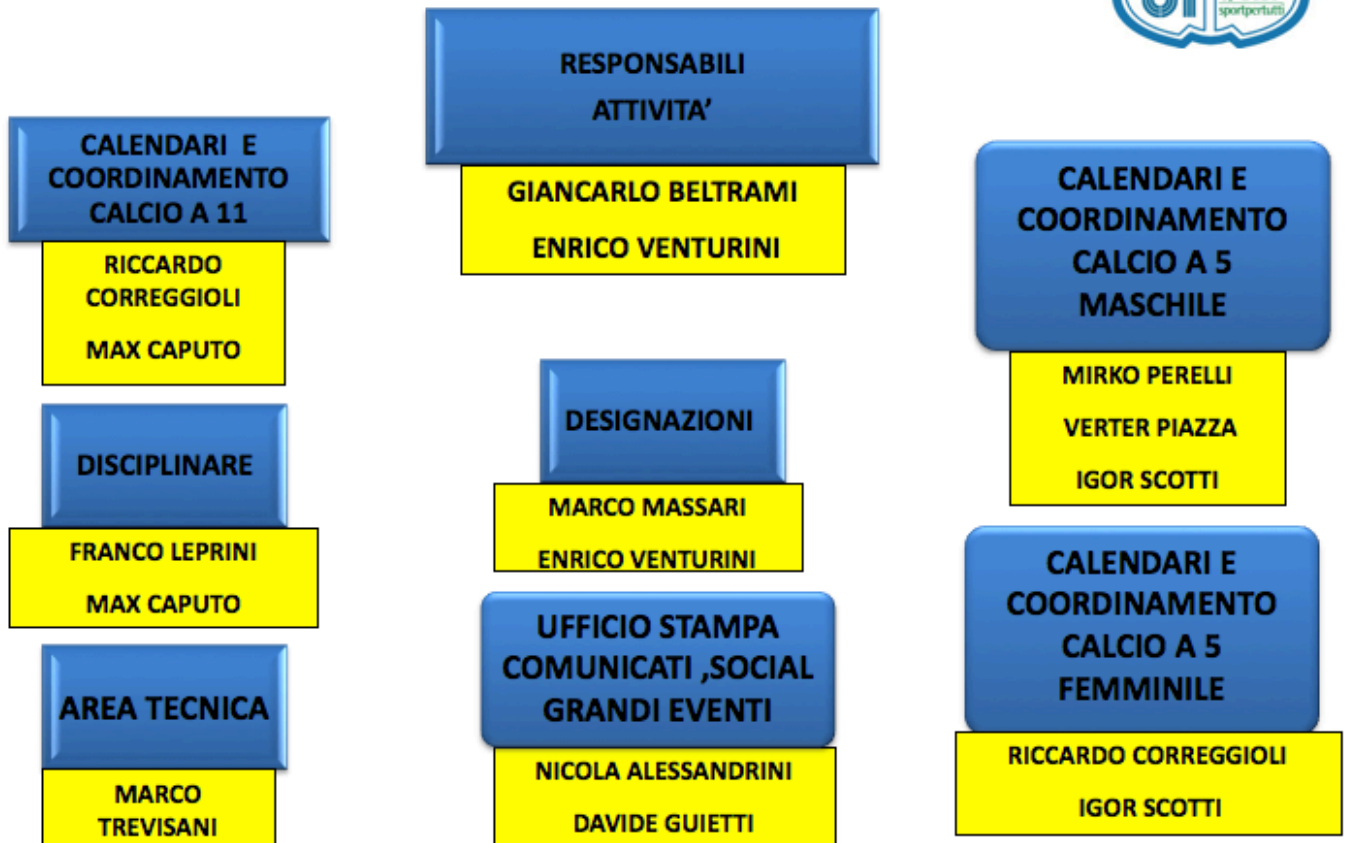 sportpertutti
RESPONSABILI
ATTIVITA’
GIANCARLO BELTRAMI
ENRICO VENTURINI
CALENDARI E
COORDINAMENTO
CALCIO A 11
RICCARDO
CORREGGIOLI
MAX CAPUTO
CALENDARI E
COORDINAMENTO
CALCIO A 5
MASCHILE
MIRKO PERELLI
VERTER PIAZZA
IGOR SCOTTI
DISCIPLINARE
FRANCO LEPRINI
MAX CAPUTO
DESIGNAZIONI
MARCO MASSARI
ENRICO VENTURINI
CALENDARI E
COORDINAMENTO
CALCIO A 5
FEMMINILE
RICCARDO CORREGGIOLI
IGOR SCOTTI
AREA TECNICA
MARCO
TREVISANI
UFFICIO STAMPA
COMUNICATI ,SOCIAL
GRANDI EVENTI
NICOLA ALESSANDRINI
DAVIDE GUIETTI